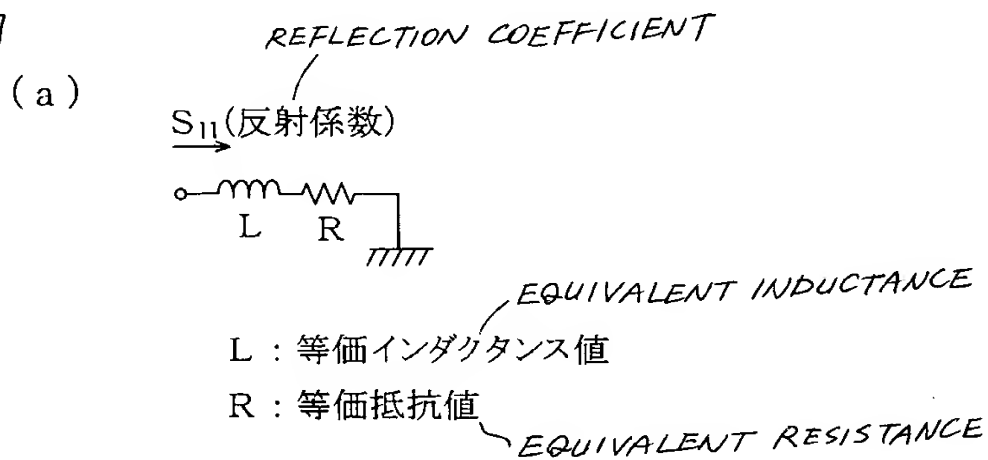 REFLECTION COEFFICIENT
(a)
S11(反射係数)
L R
EQUIVALENT INDUCTANCE
L:等価インダクタンス値
R:等価抵抗値
EQUIVALENT RESISTANCE